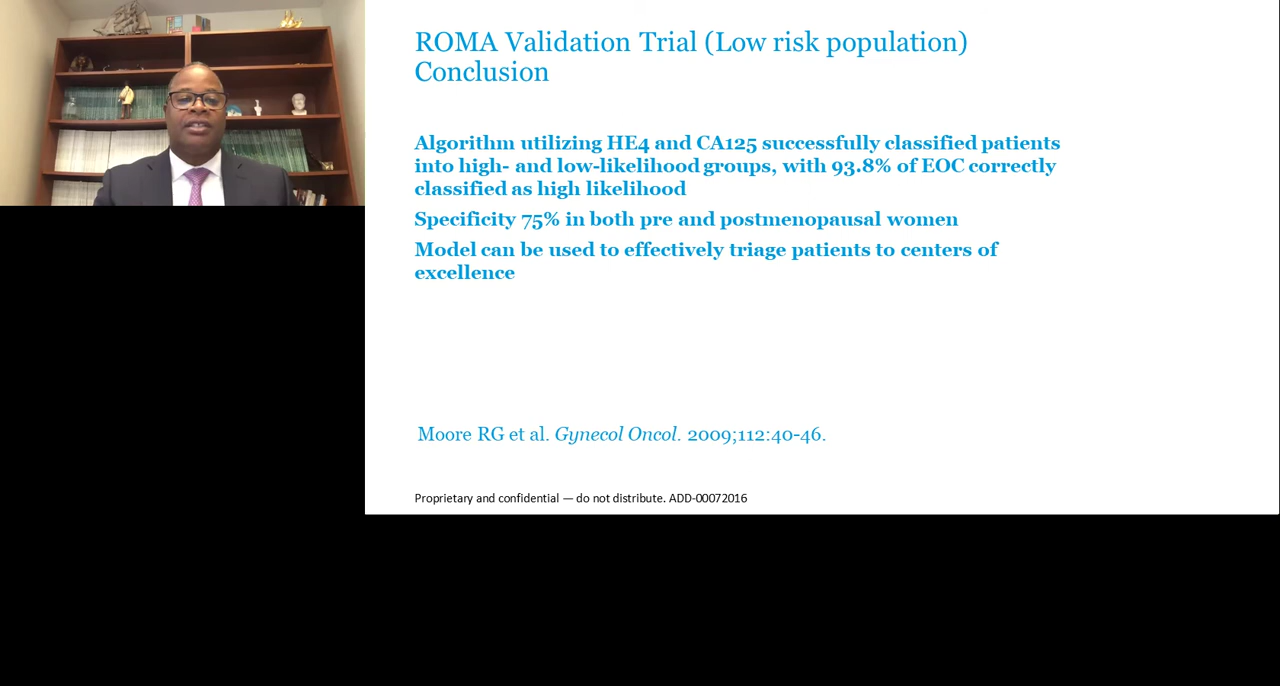 ROMA Validation Trial (Low risk population)
Conclusion
Algorithm utilizing HE4 and CA125 successfully classified patients
into high- and low-likelihood groups, with 93.8% of EOC correctly
classified as high likelihood
Specificity 75% in both pre and postmenopausal women
Model can be used to effectively triage patients to centers of
excellence
Moore RG et al. Gynecol Oncol. 2009;112:40-46.
Proprietary and confidential — do not distribute. ADD-00072016